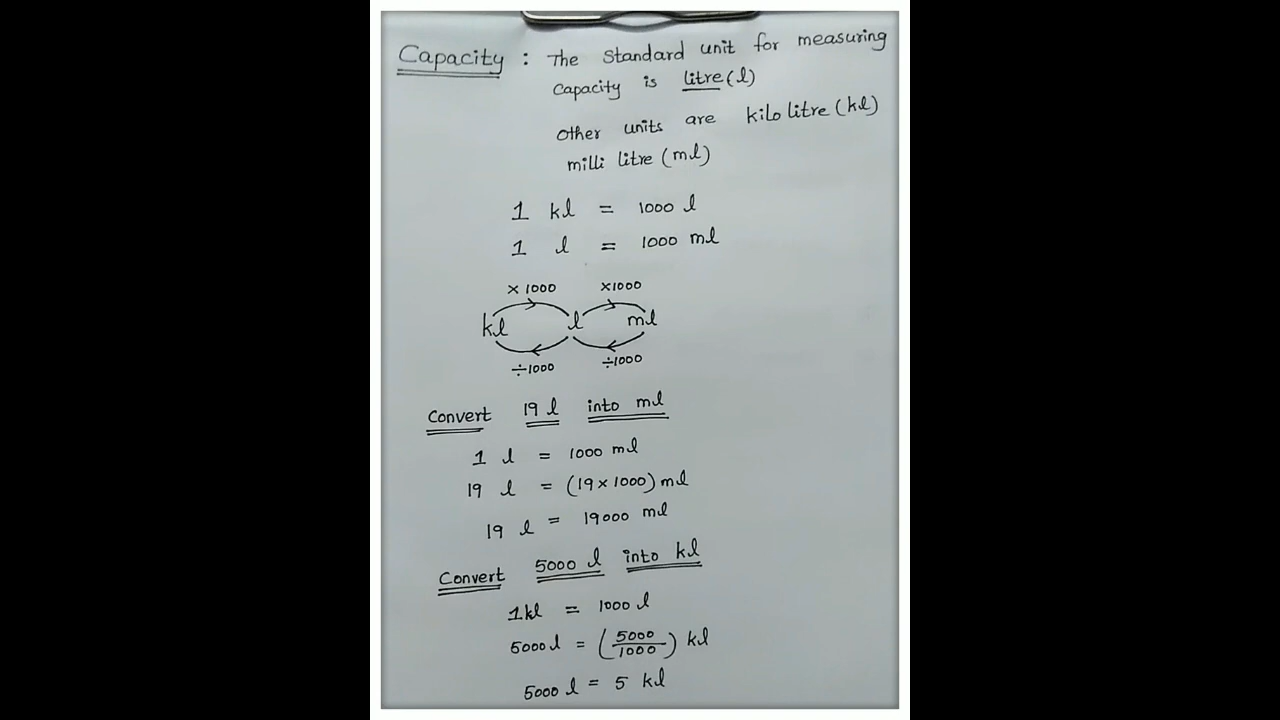 Capacity : The Standard unit for measuring
capacity is litre (l)
Other units are kilo litre (kl)
milli litre (ml)
1 kl = 1000 l
1 l = 1000 ml
× 1000 ×1000
kl l ml
÷1000 ÷1000
Convert 19 l into ml
1 l = 1000 ml
19 l = (19 × 1000) ml
19 l = 19000 ml
Convert 5000 l into kl
1kl = 1000 l
5000 l = (5000/1000) kl
5000 l = 5 kl